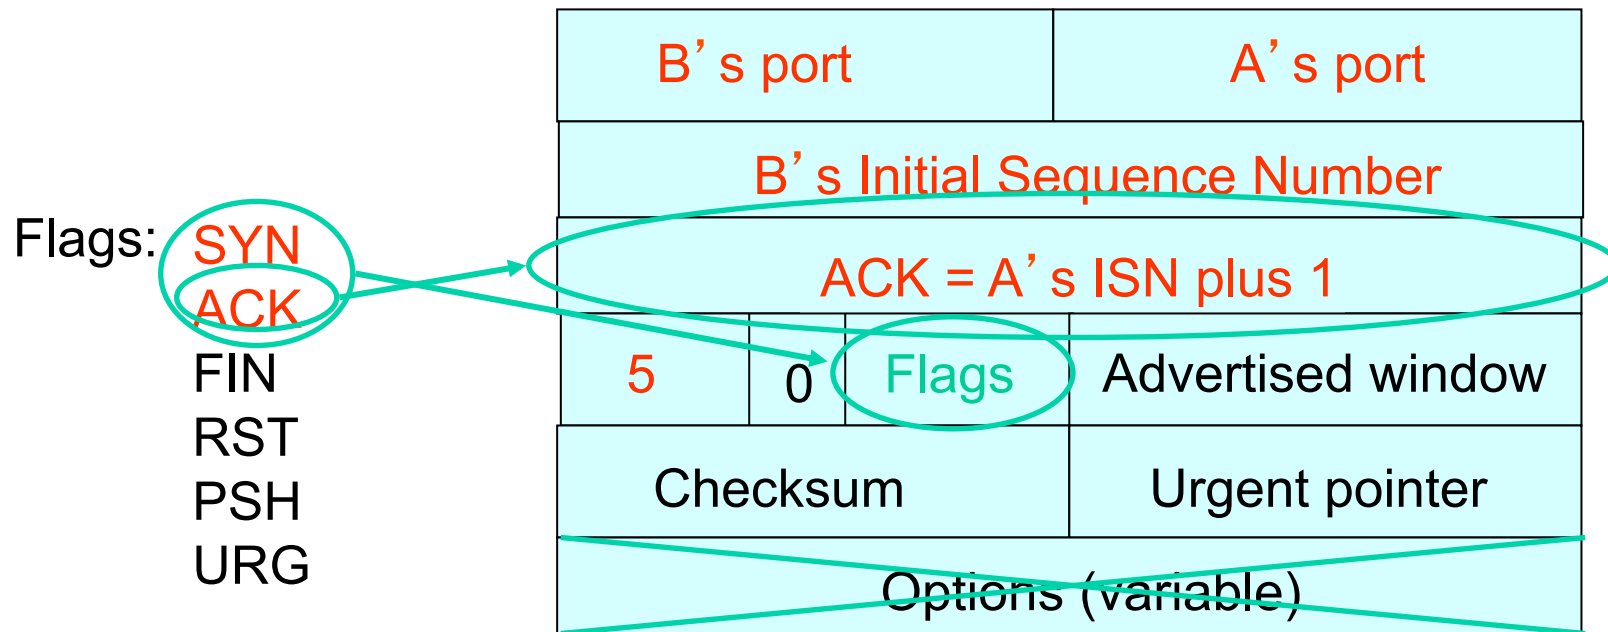 B’s port
A’s port
B’s Initial Sequence Number
Flags:
SYN
ACK
FIN
RST
PSH
URG
ACK = A’s ISN plus 1
5
0
Flags
Advertised window
Checksum
Urgent pointer
Options (variable)